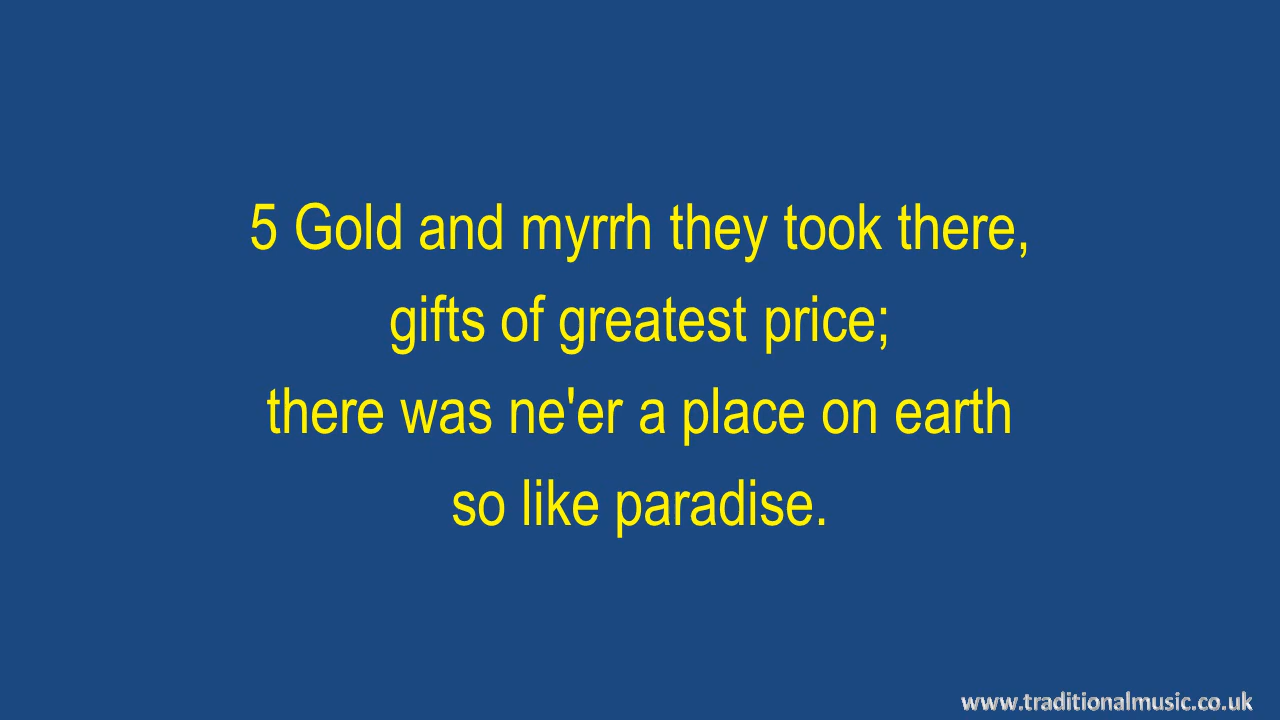 5 Gold and myrrh they took there,
gifts of greatest price;
there was ne'er a place on earth
so like paradise.
www.traditionalmusic.co.uk